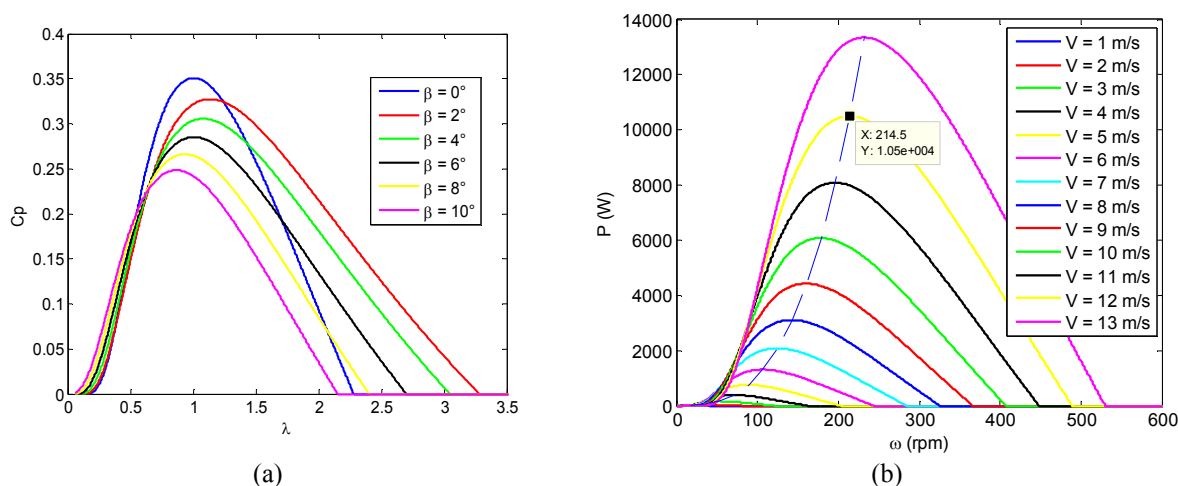 0.4
0.35
0.3
0.25
0.2
0.15
0.1
0.05
0
Cp
0 0.5 1 1.5 2 2.5 3 3.5
λ
β = 0°
β = 2°
β = 4°
β = 6°
β = 8°
β = 10°
(a)
14000
12000
10000
8000
6000
4000
2000
0
P (W)
0 100 200 300 400 500 600
ω (rpm)
X: 214.5
Y: 1.05e+004
V = 1 m/s
V = 2 m/s
V = 3 m/s
V = 4 m/s
V = 5 m/s
V = 6 m/s
V = 7 m/s
V = 8 m/s
V = 9 m/s
V = 10 m/s
V = 11 m/s
V = 12 m/s
V = 13 m/s
(b)